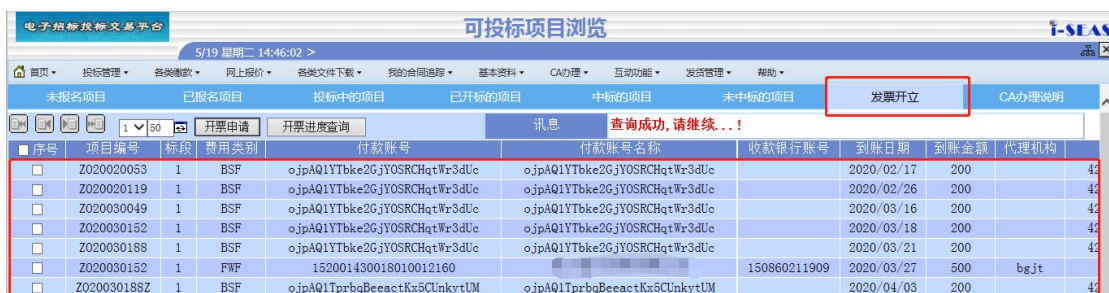 电子招标投标交易平台
可投标项目浏览
i-SEAS
5/19 星期二 14:46:02 >
首页 投标管理 各类缴款 网上报价 各类文件下载 我的合同追踪 基本资料 CA办理 互动功能 发货管理 帮助
未报名项目 已报名项目 投标中的项目 已开标的项目 中标的项目 未中标的项目 发票开立 CA办理说明
1 50 开票申请 开票进度查询 讯息 查询成功,请继续...!
序号 项目编号 标段 费用类别 付款账号 付款账号名称 收款银行账号 到账日期 到账金额 代理机构
Z020020053 1 BSF ojpAQ1YTbke2GjYOSRCHqtWr3dUc ojpAQ1YTbke2GjYOSRCHqtWr3dUc 2020/02/17 200 42
Z020020119 1 BSF ojpAQ1YTbke2GjYOSRCHqtWr3dUc ojpAQ1YTbke2GjYOSRCHqtWr3dUc 2020/02/26 200 42
Z020030049 1 BSF ojpAQ1YTbke2GjYOSRCHqtWr3dUc ojpAQ1YTbke2GjYOSRCHqtWr3dUc 2020/03/16 200 42
Z020030152 1 BSF ojpAQ1YTbke2GjYOSRCHqtWr3dUc ojpAQ1YTbke2GjYOSRCHqtWr3dUc 2020/03/18 200 42
Z020030188 1 BSF ojpAQ1YTbke2GjYOSRCHqtWr3dUc ojpAQ1YTbke2GjYOSRCHqtWr3dUc 2020/03/21 200 42
Z020030152 1 FWF 152001430018010012160 150860211909 2020/03/27 500 bgjt 42
Z020030188Z 1 BSF ojpAQ1TprbqBeeactKx5CUnkytUM ojpAQ1TprbqBeeactKx5CUnkytUM 2020/04/03 200 42